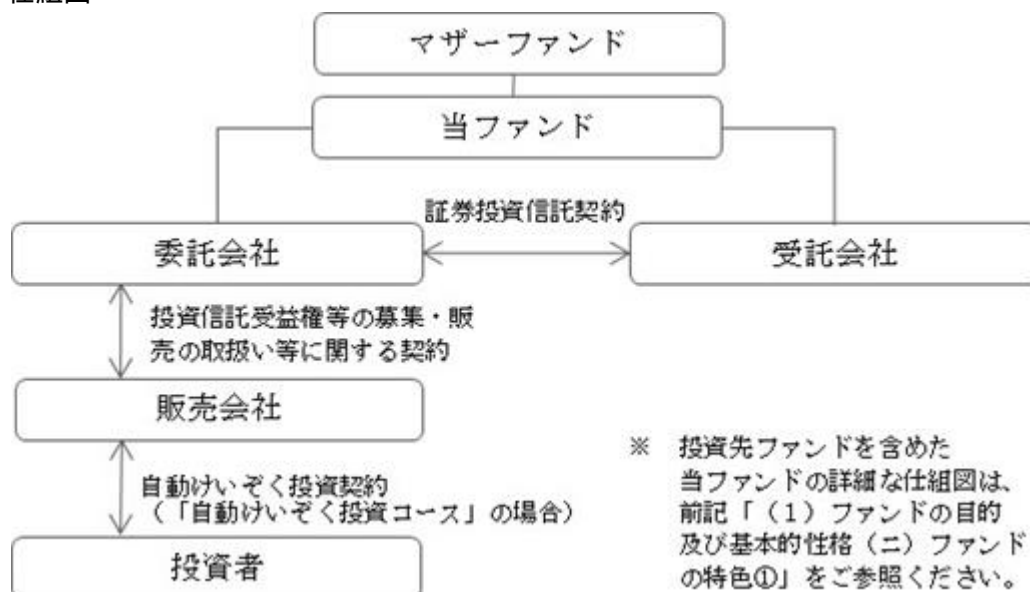 マザーファンド
当ファンド
証券投資信託契約
委託会社
受託会社
投資信託受益権等の募集・販
売の取扱い等に関する契約
販売会社
自動けいぞく投資契約
（「自動けいぞく投資コース」の場合）
投資者
※　投資先ファンドを含めた
当ファンドの詳細な仕組図は、
前記「（１）ファンドの目的
及び基本的性格（ニ）ファンド
の特色①」をご参照ください。